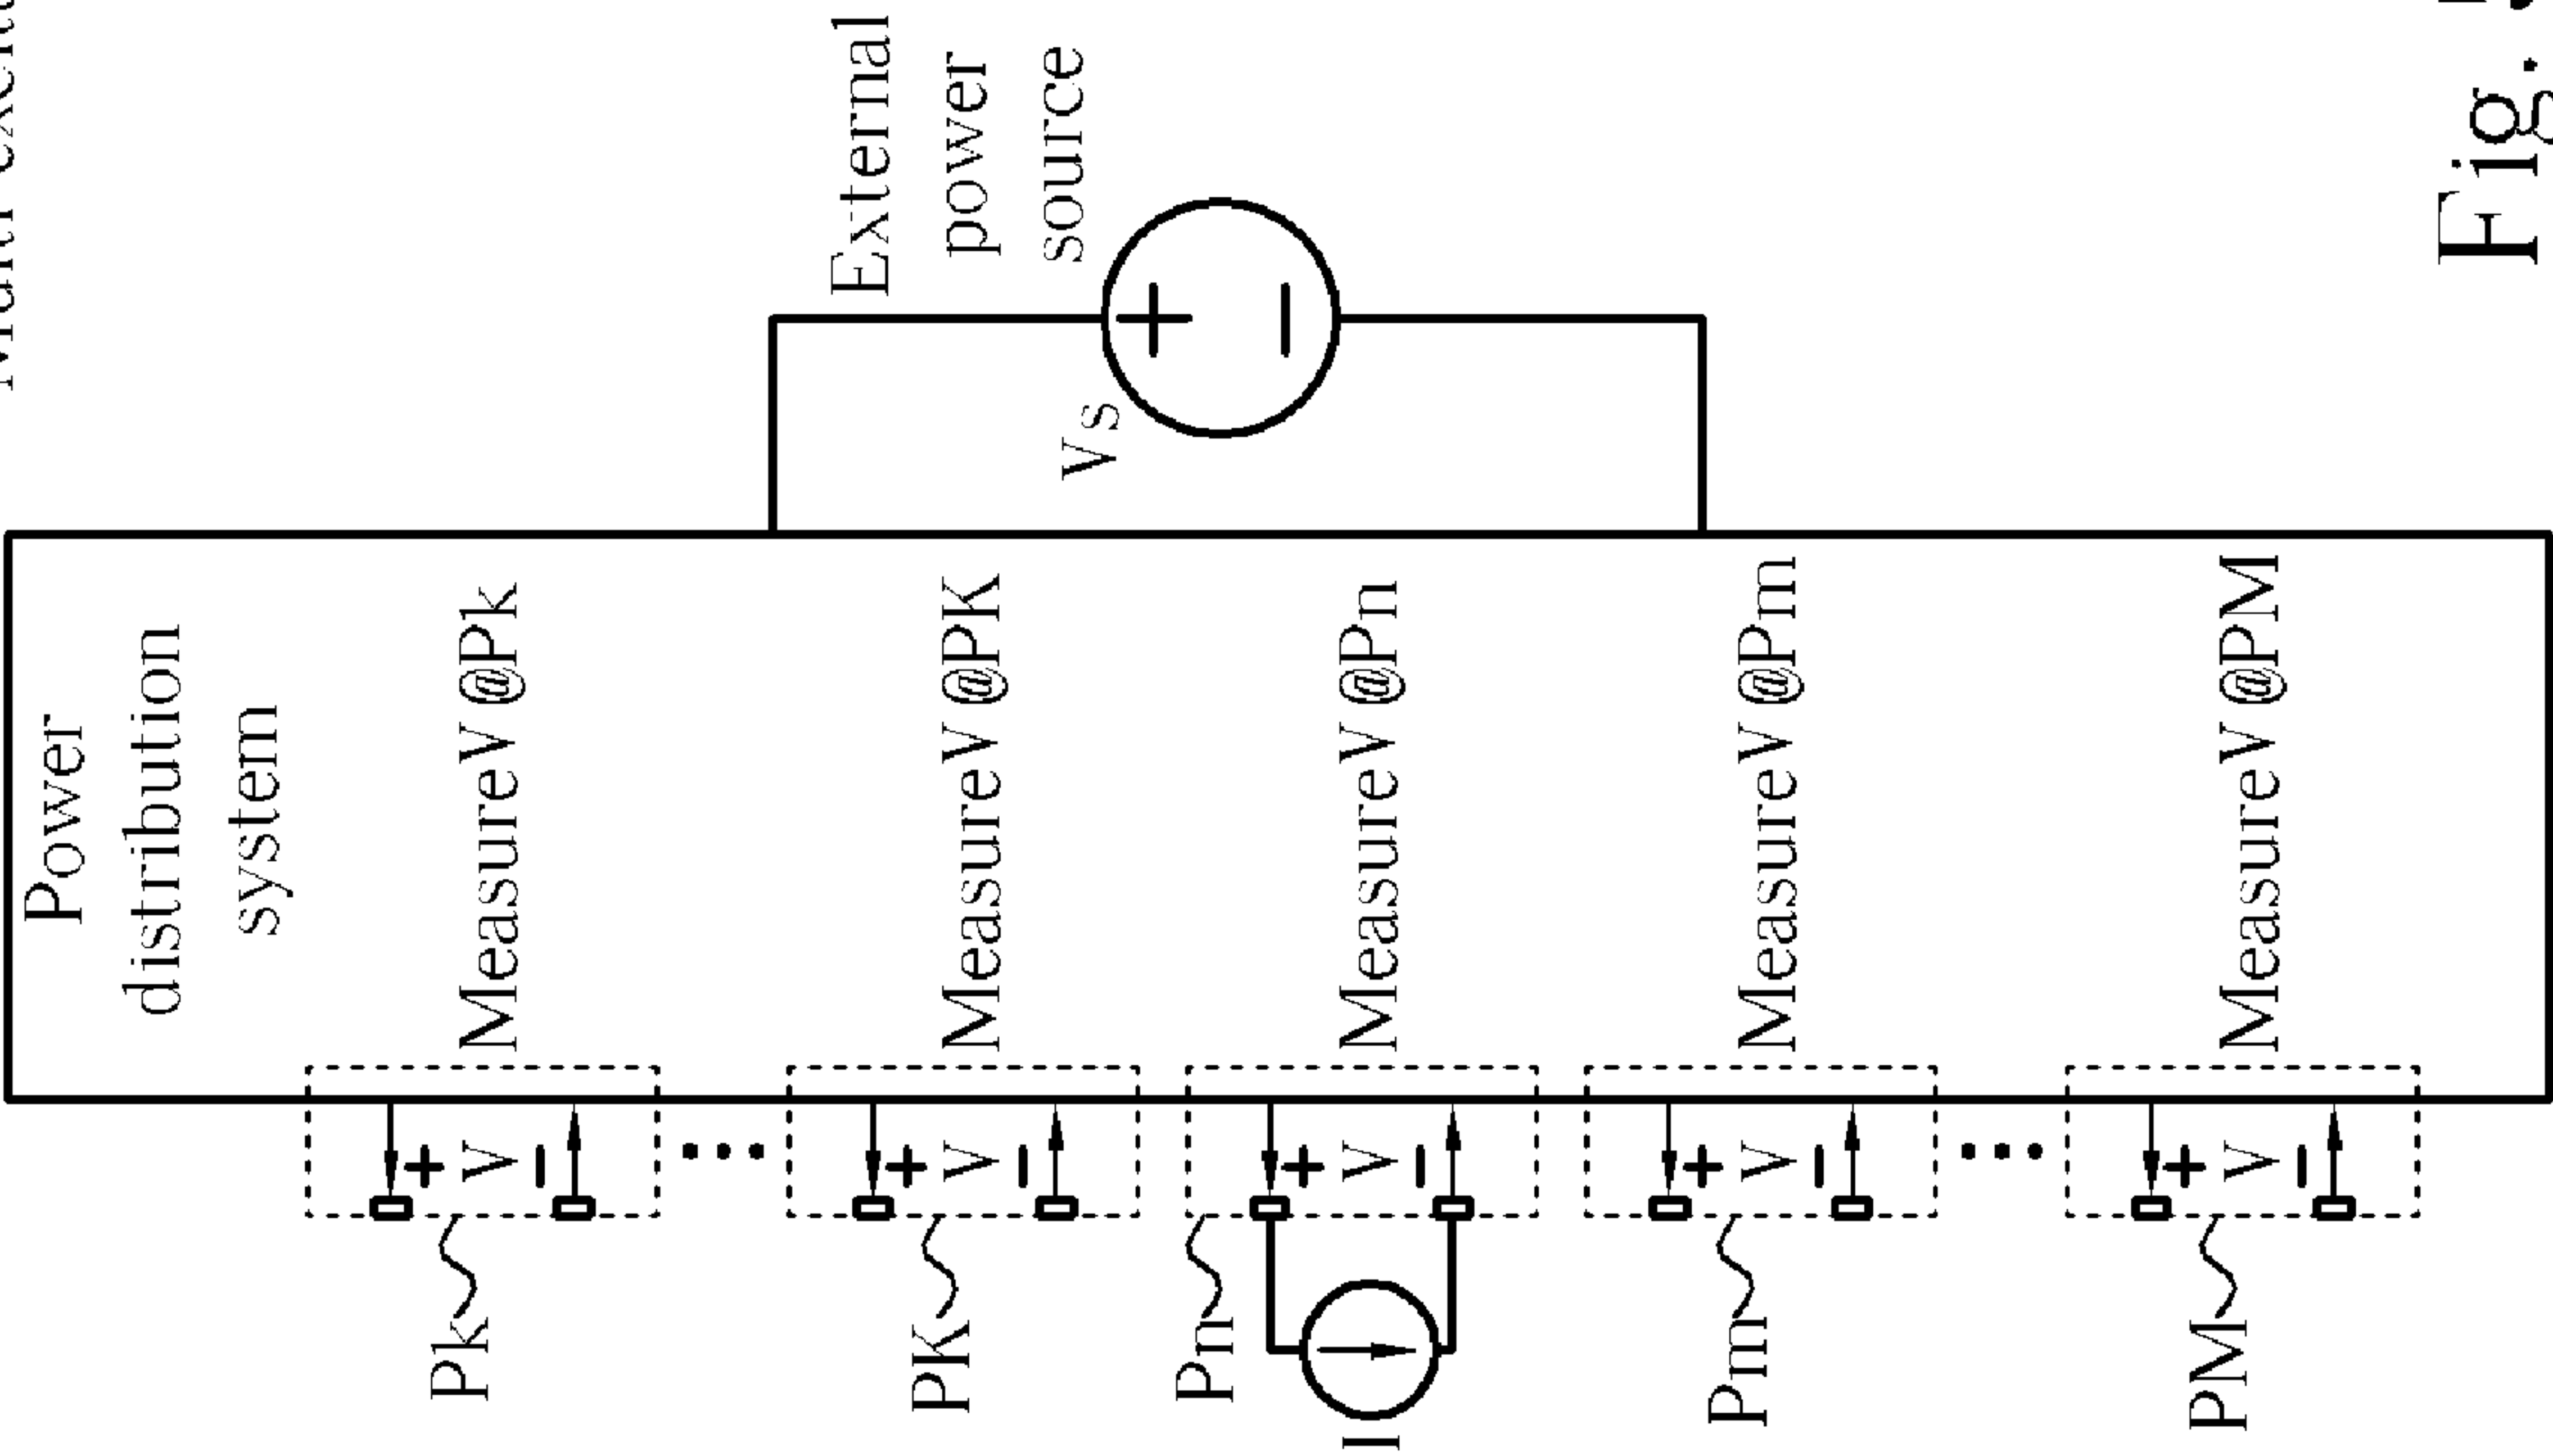 Power
distribution
system
Pk
+
V
−
MeasureV@Pk
...
PK
+
V
−
MeasureV@PK
External
power
source
Vs
+
−
Pn
+
V
−
I
MeasureV@Pn
Pm
+
V
−
MeasureV@Pm
...
PM
+
V
−
MeasureV@PM
Fig.